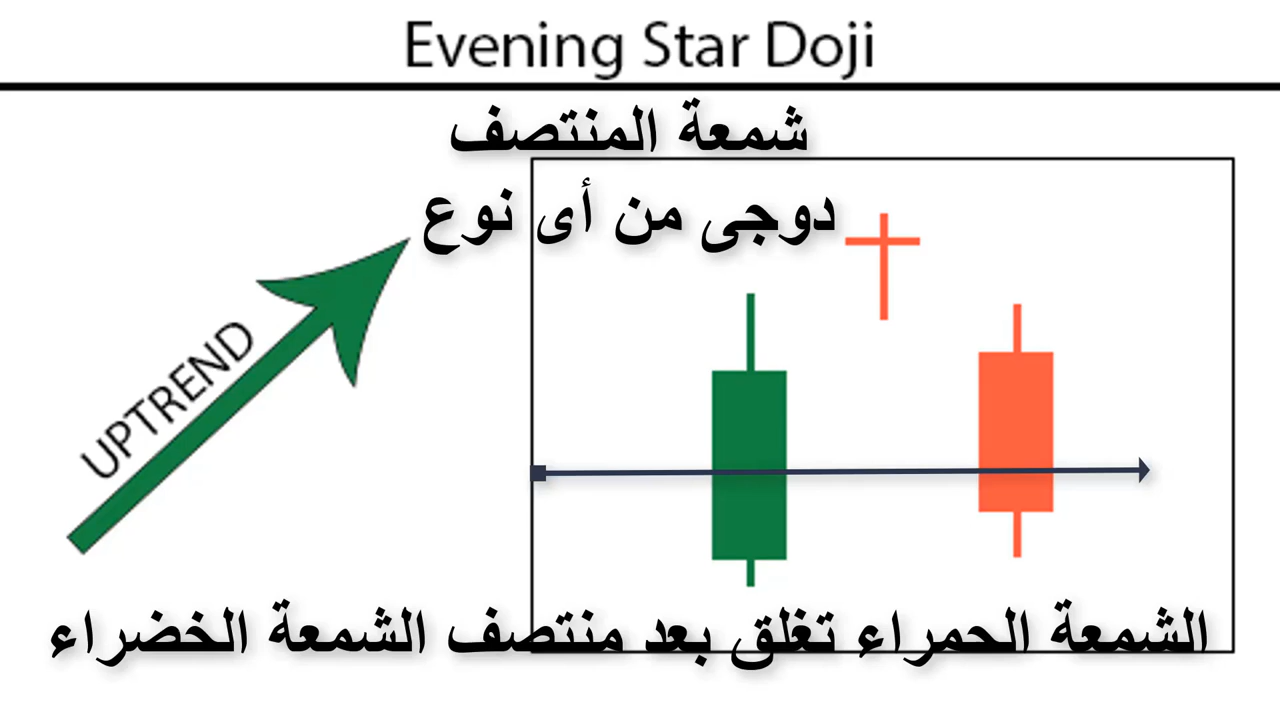 Evening Star Doji
شمعة المنتصف
دوجى من أى نوع
UPTREND
الشمعة الحمراء تغلق بعد منتصف الشمعة الخضراء